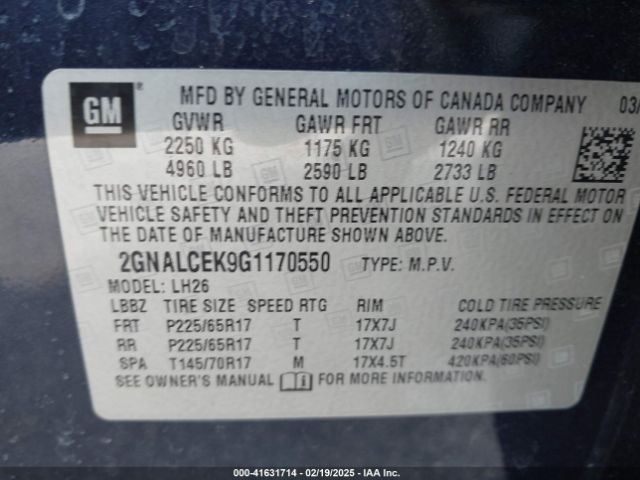 GM ® MFD BY GENERAL MOTORS OF CANADA COMPANY 03/
GVWR GAWR FRT GAWR RR
2250 KG 1175 KG 1240 KG
4960 LB 2590 LB 2733 LB
THIS VEHICLE CONFORMS TO ALL APPLICABLE U.S. FEDERAL MOTOR
VEHICLE SAFETY AND THEFT PREVENTION STANDARDS IN EFFECT ON
THE DATE OF MANUFACTURE SHOWN ABOVE.
2GNALCEK9G1170550 TYPE: M.P.V.
MODEL: LH26
LBBZ TIRE SIZE SPEED RTG RIM COLD TIRE PRESSURE
FRT P225/65R17 T 17X7J 240KPA(35PSI)
RR P225/65R17 T 17X7J 240KPA(35PSI)
SPA T145/70R17 M 17X4.5T 420KPA(60PSI)
SEE OWNER'S MANUAL FOR MORE INFORMATION.
000-41631714 - 02/19/2025 - IAA Inc.